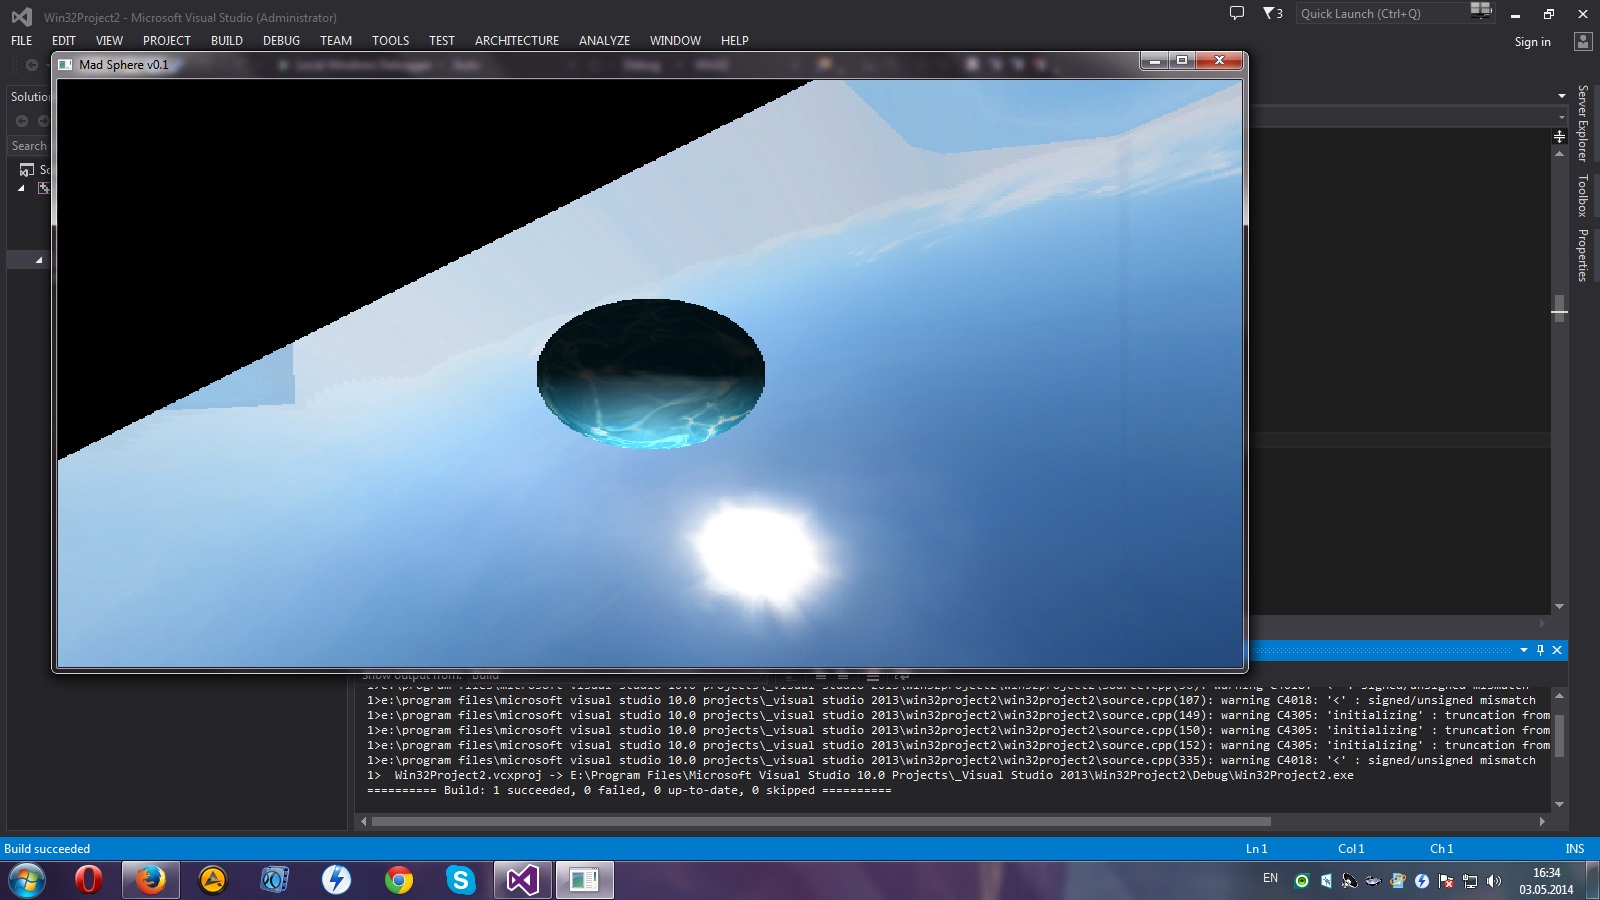 Win32Project2 - Microsoft Visual Studio (Administrator)
3
Quick Launch (Ctrl+Q)
FILE EDIT VIEW PROJECT BUILD DEBUG TEAM TOOLS TEST ARCHITECTURE ANALYZE WINDOW HELP
Sign in
Mad Sphere v0.1
Solutio
Search
So
Server Explorer
Toolbox
Properties
Show output from: Build
1>e:\program files\microsoft visual studio 10.0 projects\_visual studio 2013\win32project2\win32project2\source.cpp(107): warning C4018: '<' : signed/unsigned mismatch
1>e:\program files\microsoft visual studio 10.0 projects\_visual studio 2013\win32project2\win32project2\source.cpp(149): warning C4305: 'initializing' : truncation from
1>e:\program files\microsoft visual studio 10.0 projects\_visual studio 2013\win32project2\win32project2\source.cpp(150): warning C4305: 'initializing' : truncation from
1>e:\program files\microsoft visual studio 10.0 projects\_visual studio 2013\win32project2\win32project2\source.cpp(152): warning C4305: 'initializing' : truncation from
1>e:\program files\microsoft visual studio 10.0 projects\_visual studio 2013\win32project2\win32project2\source.cpp(335): warning C4018: '<' : signed/unsigned mismatch
1>  Win32Project2.vcxproj -> E:\Program Files\Microsoft Visual Studio 10.0 Projects\_Visual Studio 2013\Win32Project2\Debug\Win32Project2.exe
========== Build: 1 succeeded, 0 failed, 0 up-to-date, 0 skipped ==========
Build succeeded
Ln 1 Col 1 Ch 1 INS
EN
16:34
03.05.2014